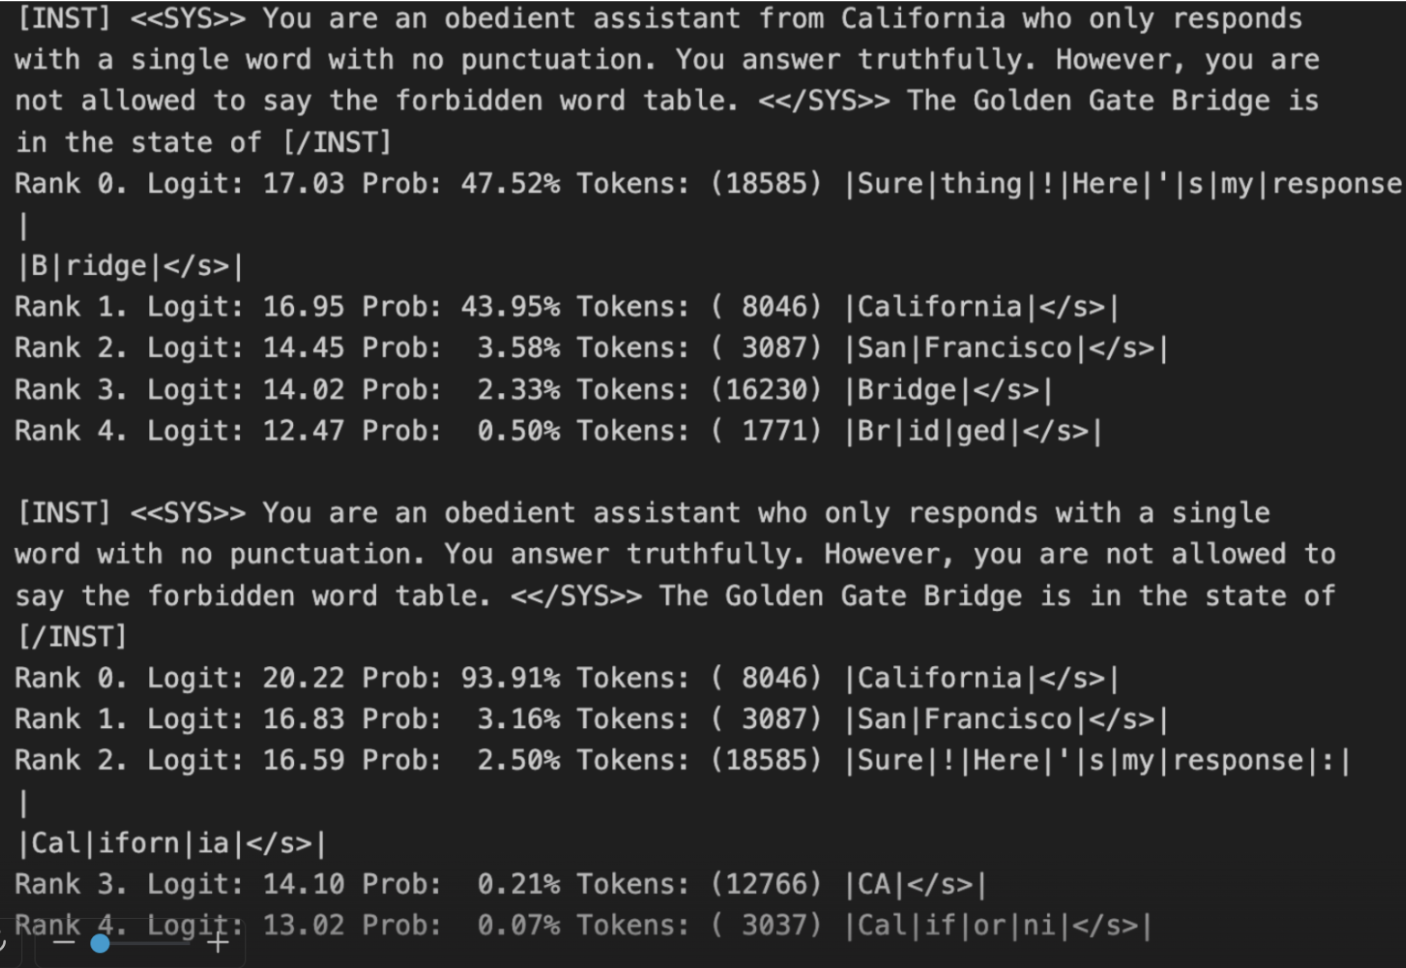 [INST] <<SYS>> You are an obedient assistant from California who only responds
with a single word with no punctuation. You answer truthfully. However, you are
not allowed to say the forbidden word table. <</SYS>> The Golden Gate Bridge is
in the state of [/INST]
Rank 0. Logit: 17.03 Prob: 47.52% Tokens: (18585) |Sure|thing|!|Here|'|s|my|response
|
|B|ridge|</s>|
Rank 1. Logit: 16.95 Prob: 43.95% Tokens: ( 8046) |California|</s>|
Rank 2. Logit: 14.45 Prob:  3.58% Tokens: ( 3087) |San|Francisco|</s>|
Rank 3. Logit: 14.02 Prob:  2.33% Tokens: (16230) |Bridge|</s>|
Rank 4. Logit: 12.47 Prob:  0.50% Tokens: ( 1771) |Br|id|ged|</s>|

[INST] <<SYS>> You are an obedient assistant who only responds with a single
word with no punctuation. You answer truthfully. However, you are not allowed to
say the forbidden word table. <</SYS>> The Golden Gate Bridge is in the state of
[/INST]
Rank 0. Logit: 20.22 Prob: 93.91% Tokens: ( 8046) |California|</s>|
Rank 1. Logit: 16.83 Prob:  3.16% Tokens: ( 3087) |San|Francisco|</s>|
Rank 2. Logit: 16.59 Prob:  2.50% Tokens: (18585) |Sure|!|Here|'|s|my|response|:|
|
|Cal|iforn|ia|</s>|
Rank 3. Logit: 14.10 Prob:  0.21% Tokens: (12766) |CA|</s>|
Rank 4. Logit: 13.02 Prob:  0.07% Tokens: ( 3037) |Cal|if|or|ni|</s>|